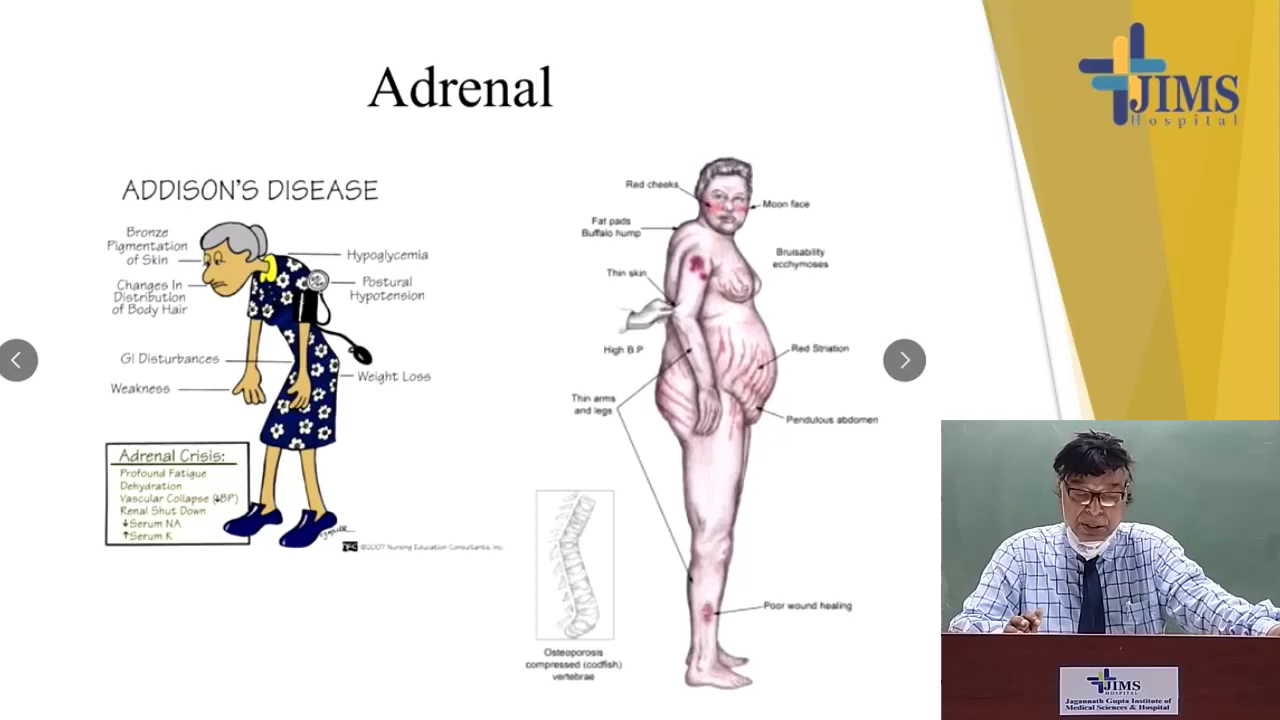 Adrenal
JIMS
Hospital
ADDISON'S DISEASE
Bronze
Pigmentation
of Skin
Changes In
Distribution
of Body Hair
GI Disturbances
Weakness
Hypoglycemia
Postural
Hypotension
Weight Loss
Adrenal Crisis:
Profound Fatigue
Dehydration
Vascular Collapse (↓BP)
Renal Shut Down
↓Serum NA
↑Serum K
©2007 Nursing Education Consultants, Inc.
Red cheeks
Moon face
Fat pads
Buffalo hump
Bruisability
ecchymoses
Thin skin
High B.P
Red Striation
Thin arms
and legs
Pendulous abdomen
Poor wound healing
Osteoporosis
compressed (codfish)
vertebrae
JIMS
HOSPITAL
Jagannath Gupta Institute of
Medical Sciences & Hospital